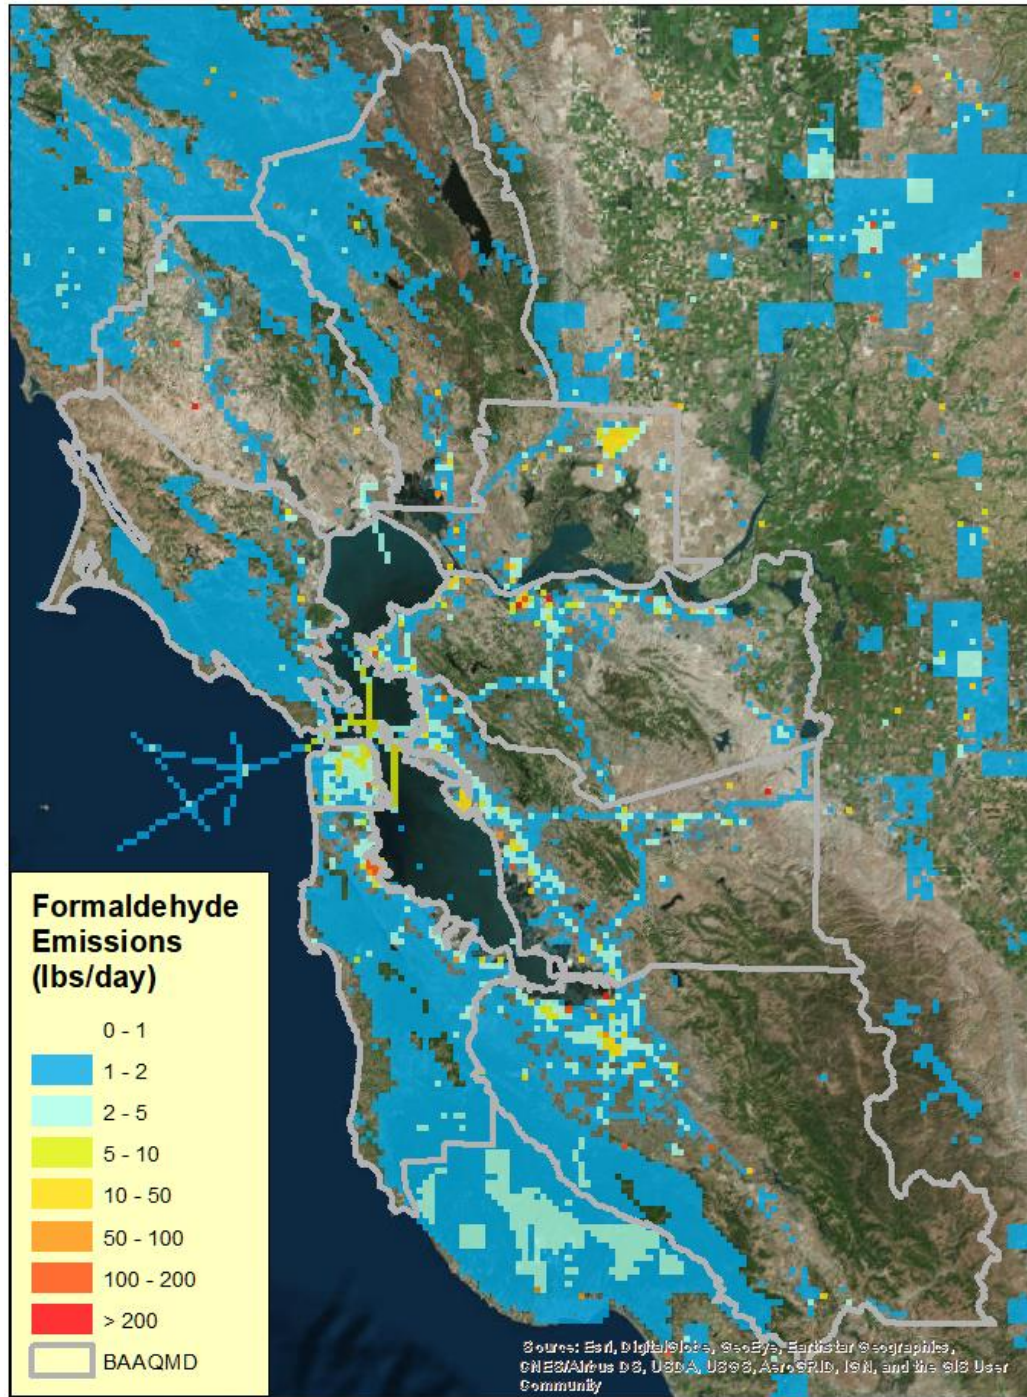 Formaldehyde
Emissions
(lbs/day)
0 - 1
1 - 2
2 - 5
5 - 10
10 - 50
50 - 100
100 - 200
> 200
BAAQMD
Source: Esri, DigitalGlobe, GeoEye, Earthstar Geographics,
CNES/Airbus DS, USDA, USGS, AeroGRID, IGN, and the GIS User
Community